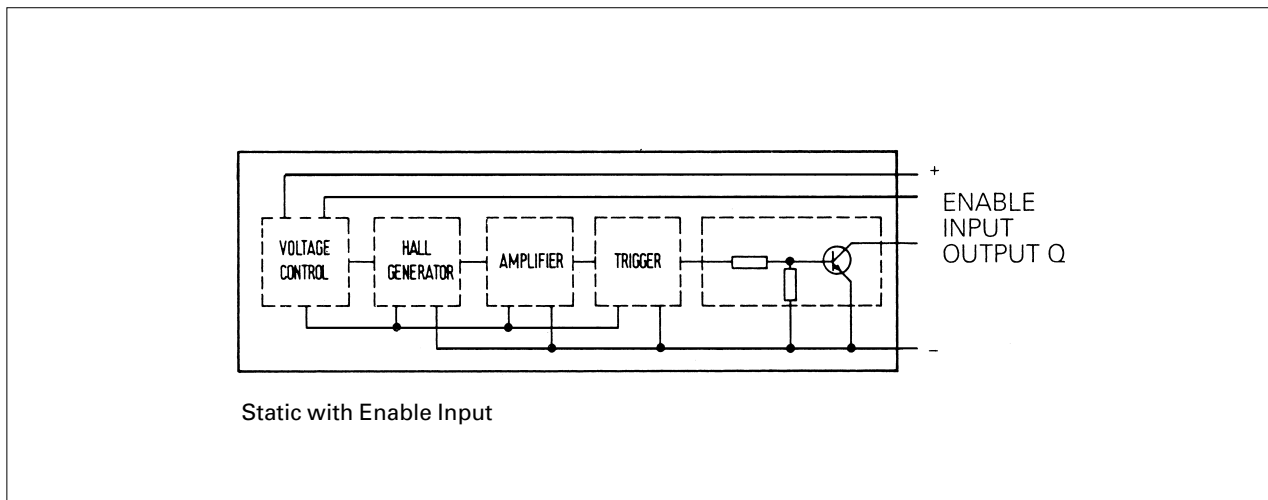 +
ENABLE
INPUT
OUTPUT Q
VOLTAGE
CONTROL
HALL
GENERATOR
AMPLIFIER
TRIGGER
–
Static with Enable Input